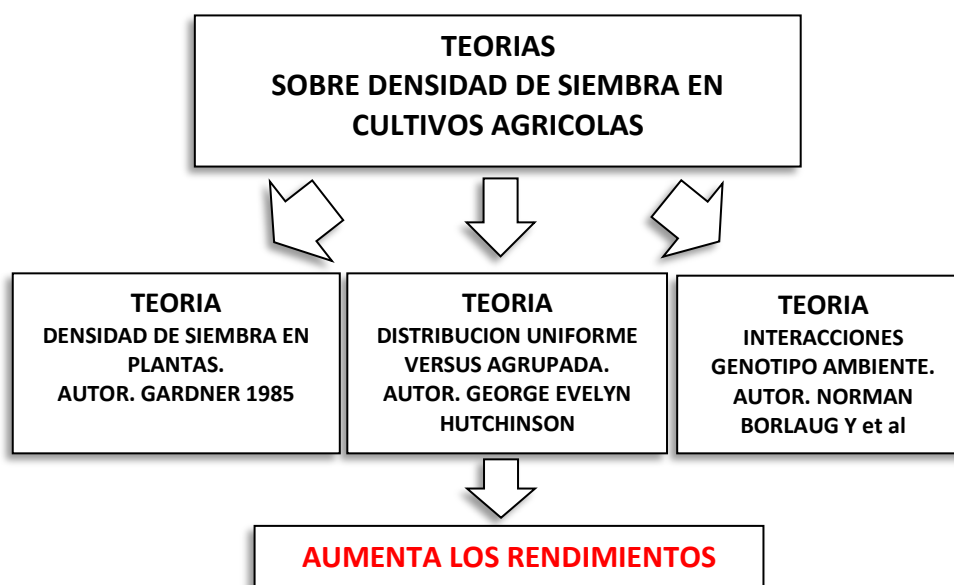 TEORIAS
SOBRE DENSIDAD DE SIEMBRA EN
CULTIVOS AGRICOLAS
TEORIA
DENSIDAD DE SIEMBRA EN
PLANTAS.
AUTOR. GARDNER 1985
TEORIA
DISTRIBUCION UNIFORME
VERSUS AGRUPADA.
AUTOR. GEORGE EVELYN
HUTCHINSON
TEORIA
INTERACCIONES
GENOTIPO AMBIENTE.
AUTOR. NORMAN
BORLAUG Y et al
AUMENTA LOS RENDIMIENTOS